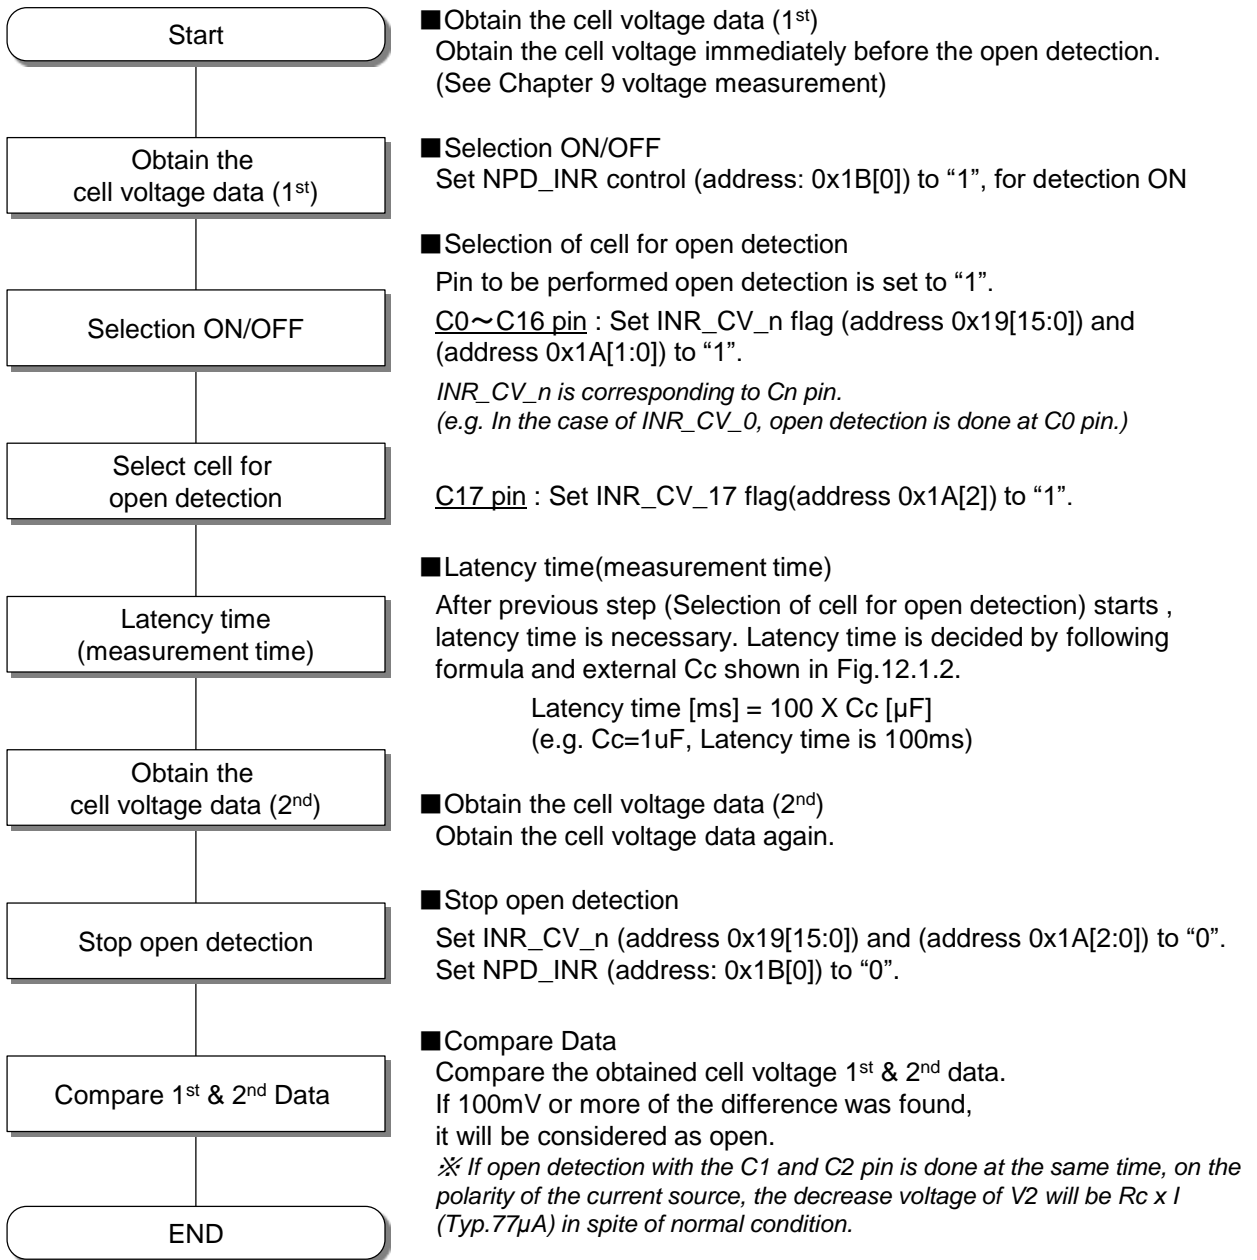 Start
Obtain the
cell voltage data (1st)
Selection ON/OFF
Select cell for
open detection
Latency time
(measurement time)
Obtain the
cell voltage data (2nd)
Stop open detection
Compare 1st & 2nd Data
END
■Obtain the cell voltage data (1st)
Obtain the cell voltage immediately before the open detection.
(See Chapter 9 voltage measurement)
■Selection ON/OFF
Set NPD_INR control (address: 0x1B[0]) to “1”, for detection ON
■Selection of cell for open detection
Pin to be performed open detection is set to “1”.
C0～C16 pin : Set INR_CV_n flag (address 0x19[15:0]) and
(address 0x1A[1:0]) to “1”.
INR_CV_n is corresponding to Cn pin.
(e.g. In the case of INR_CV_0, open detection is done at C0 pin.)
C17 pin : Set INR_CV_17 flag(address 0x1A[2]) to “1”.
■Latency time(measurement time)
After previous step (Selection of cell for open detection) starts ,
latency time is necessary. Latency time is decided by following
formula and external Cc shown in Fig.12.1.2.
Latency time [ms] = 100 X Cc [µF]
(e.g. Cc=1uF, Latency time is 100ms)
■Obtain the cell voltage data (2nd)
Obtain the cell voltage data again.
■Stop open detection
Set INR_CV_n (address 0x19[15:0]) and (address 0x1A[2:0]) to “0”.
Set NPD_INR (address: 0x1B[0]) to “0”.
■Compare Data
Compare the obtained cell voltage 1st & 2nd data.
If 100mV or more of the difference was found,
it will be considered as open.
※ If open detection with the C1 and C2 pin is done at the same time, on the
polarity of the current source, the decrease voltage of V2 will be Rc x I
(Typ.77µA) in spite of normal condition.